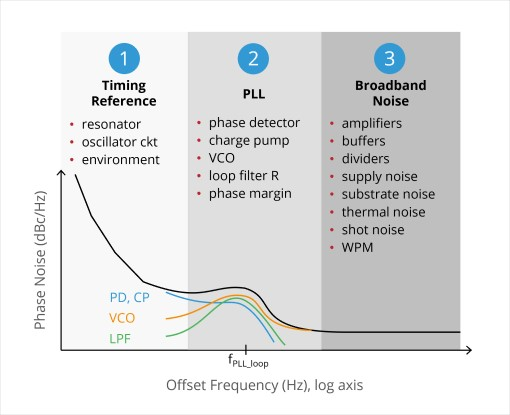 1
Timing
Reference
• resonator
• oscillator ckt
• environment
2
PLL
• phase detector
• charge pump
• VCO
• loop filter R
• phase margin
3
Broadband
Noise
• amplifiers
• buffers
• dividers
• supply noise
• substrate noise
• thermal noise
• shot noise
• WPM
Phase Noise (dBc/Hz)
PD, CP
VCO
LPF
fPLL_loop
Offset Frequency (Hz), log axis